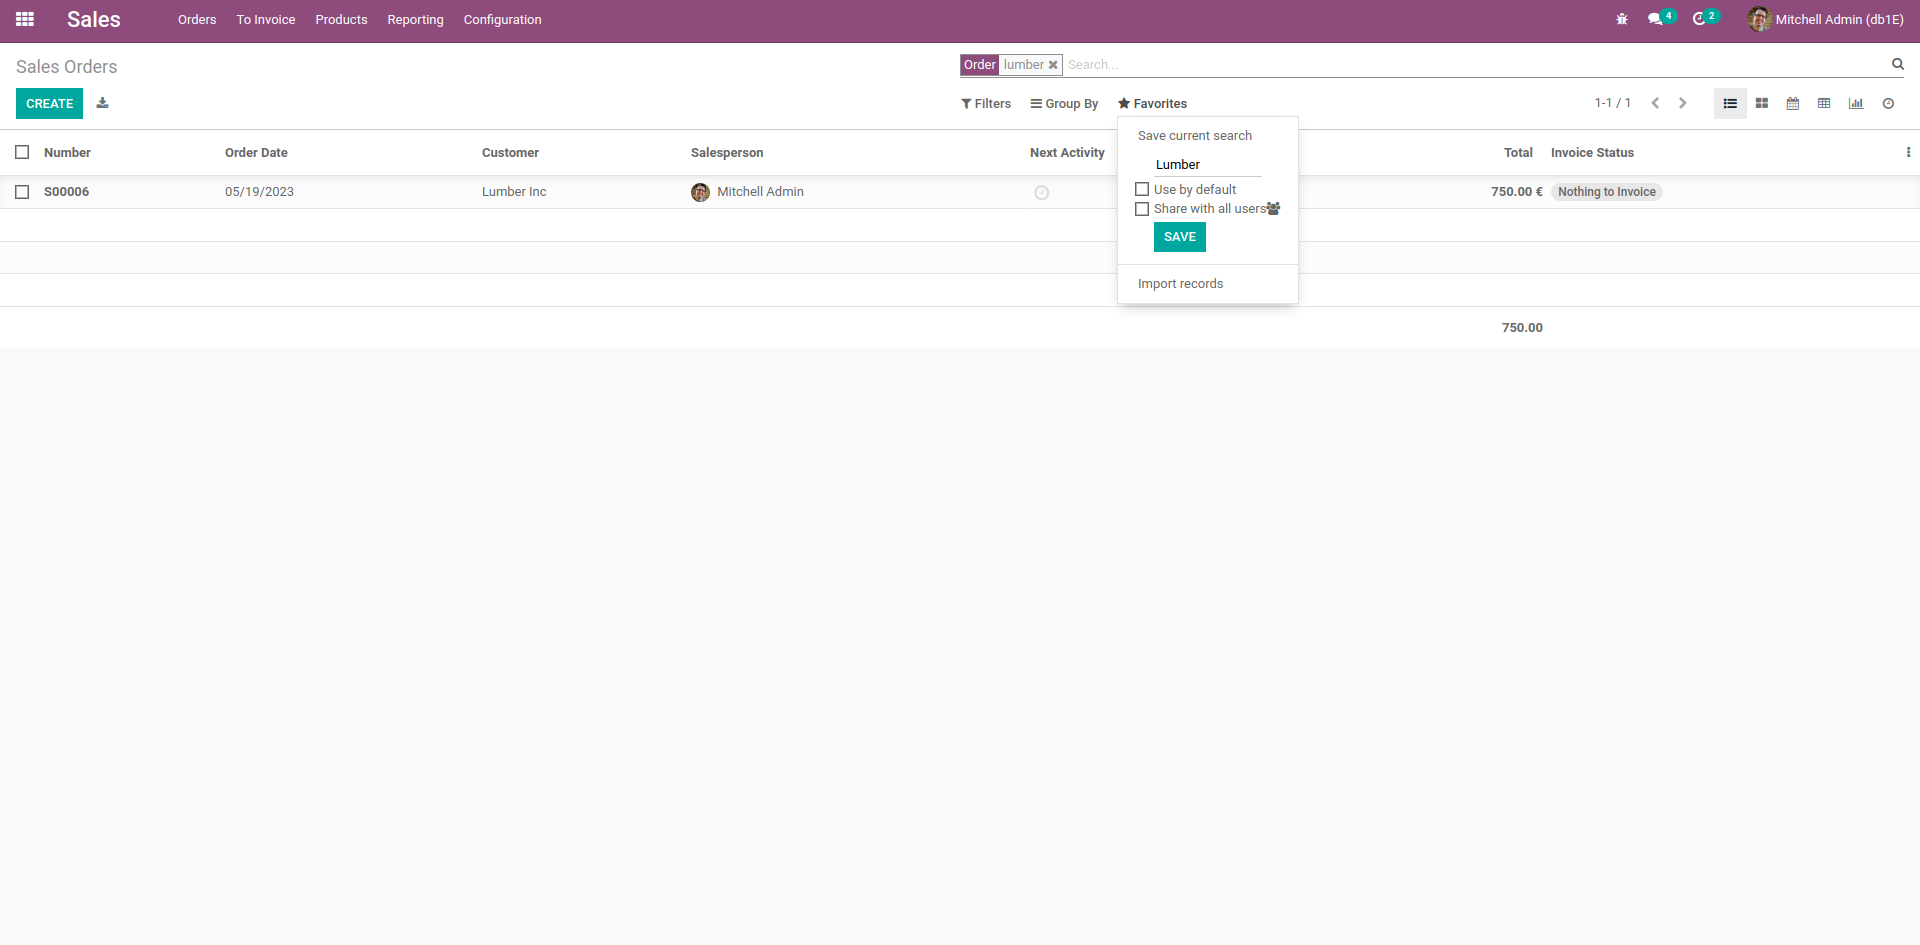 Sales Orders To Invoice Products Reporting Configuration 4 2 Mitchell Admin (db1E)
Sales Orders Order lumber Search...
CREATE Filters Group By Favorites 1-1 / 1
Save current search
Number Order Date Customer Salesperson Next Activity Total Invoice Status
Lumber
S00006 05/19/2023 Lumber Inc Mitchell Admin 750.00 € Nothing to Invoice
Use by default
Share with all users
SAVE
Import records
750.00